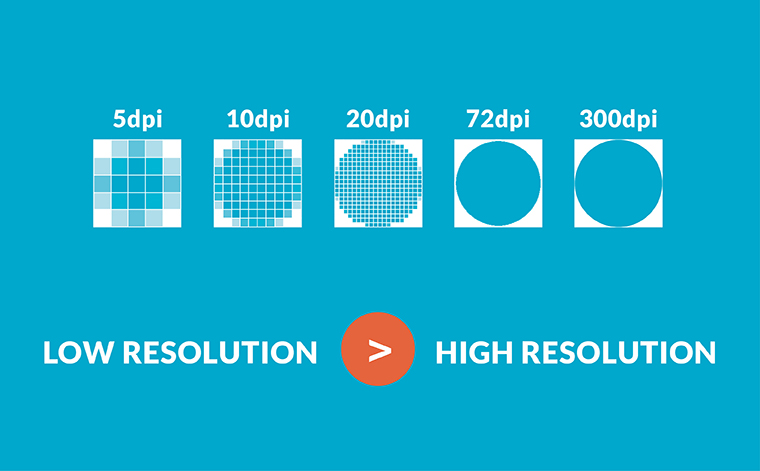 5dpi 10dpi 20dpi 72dpi 300dpi
LOW RESOLUTION > HIGH RESOLUTION